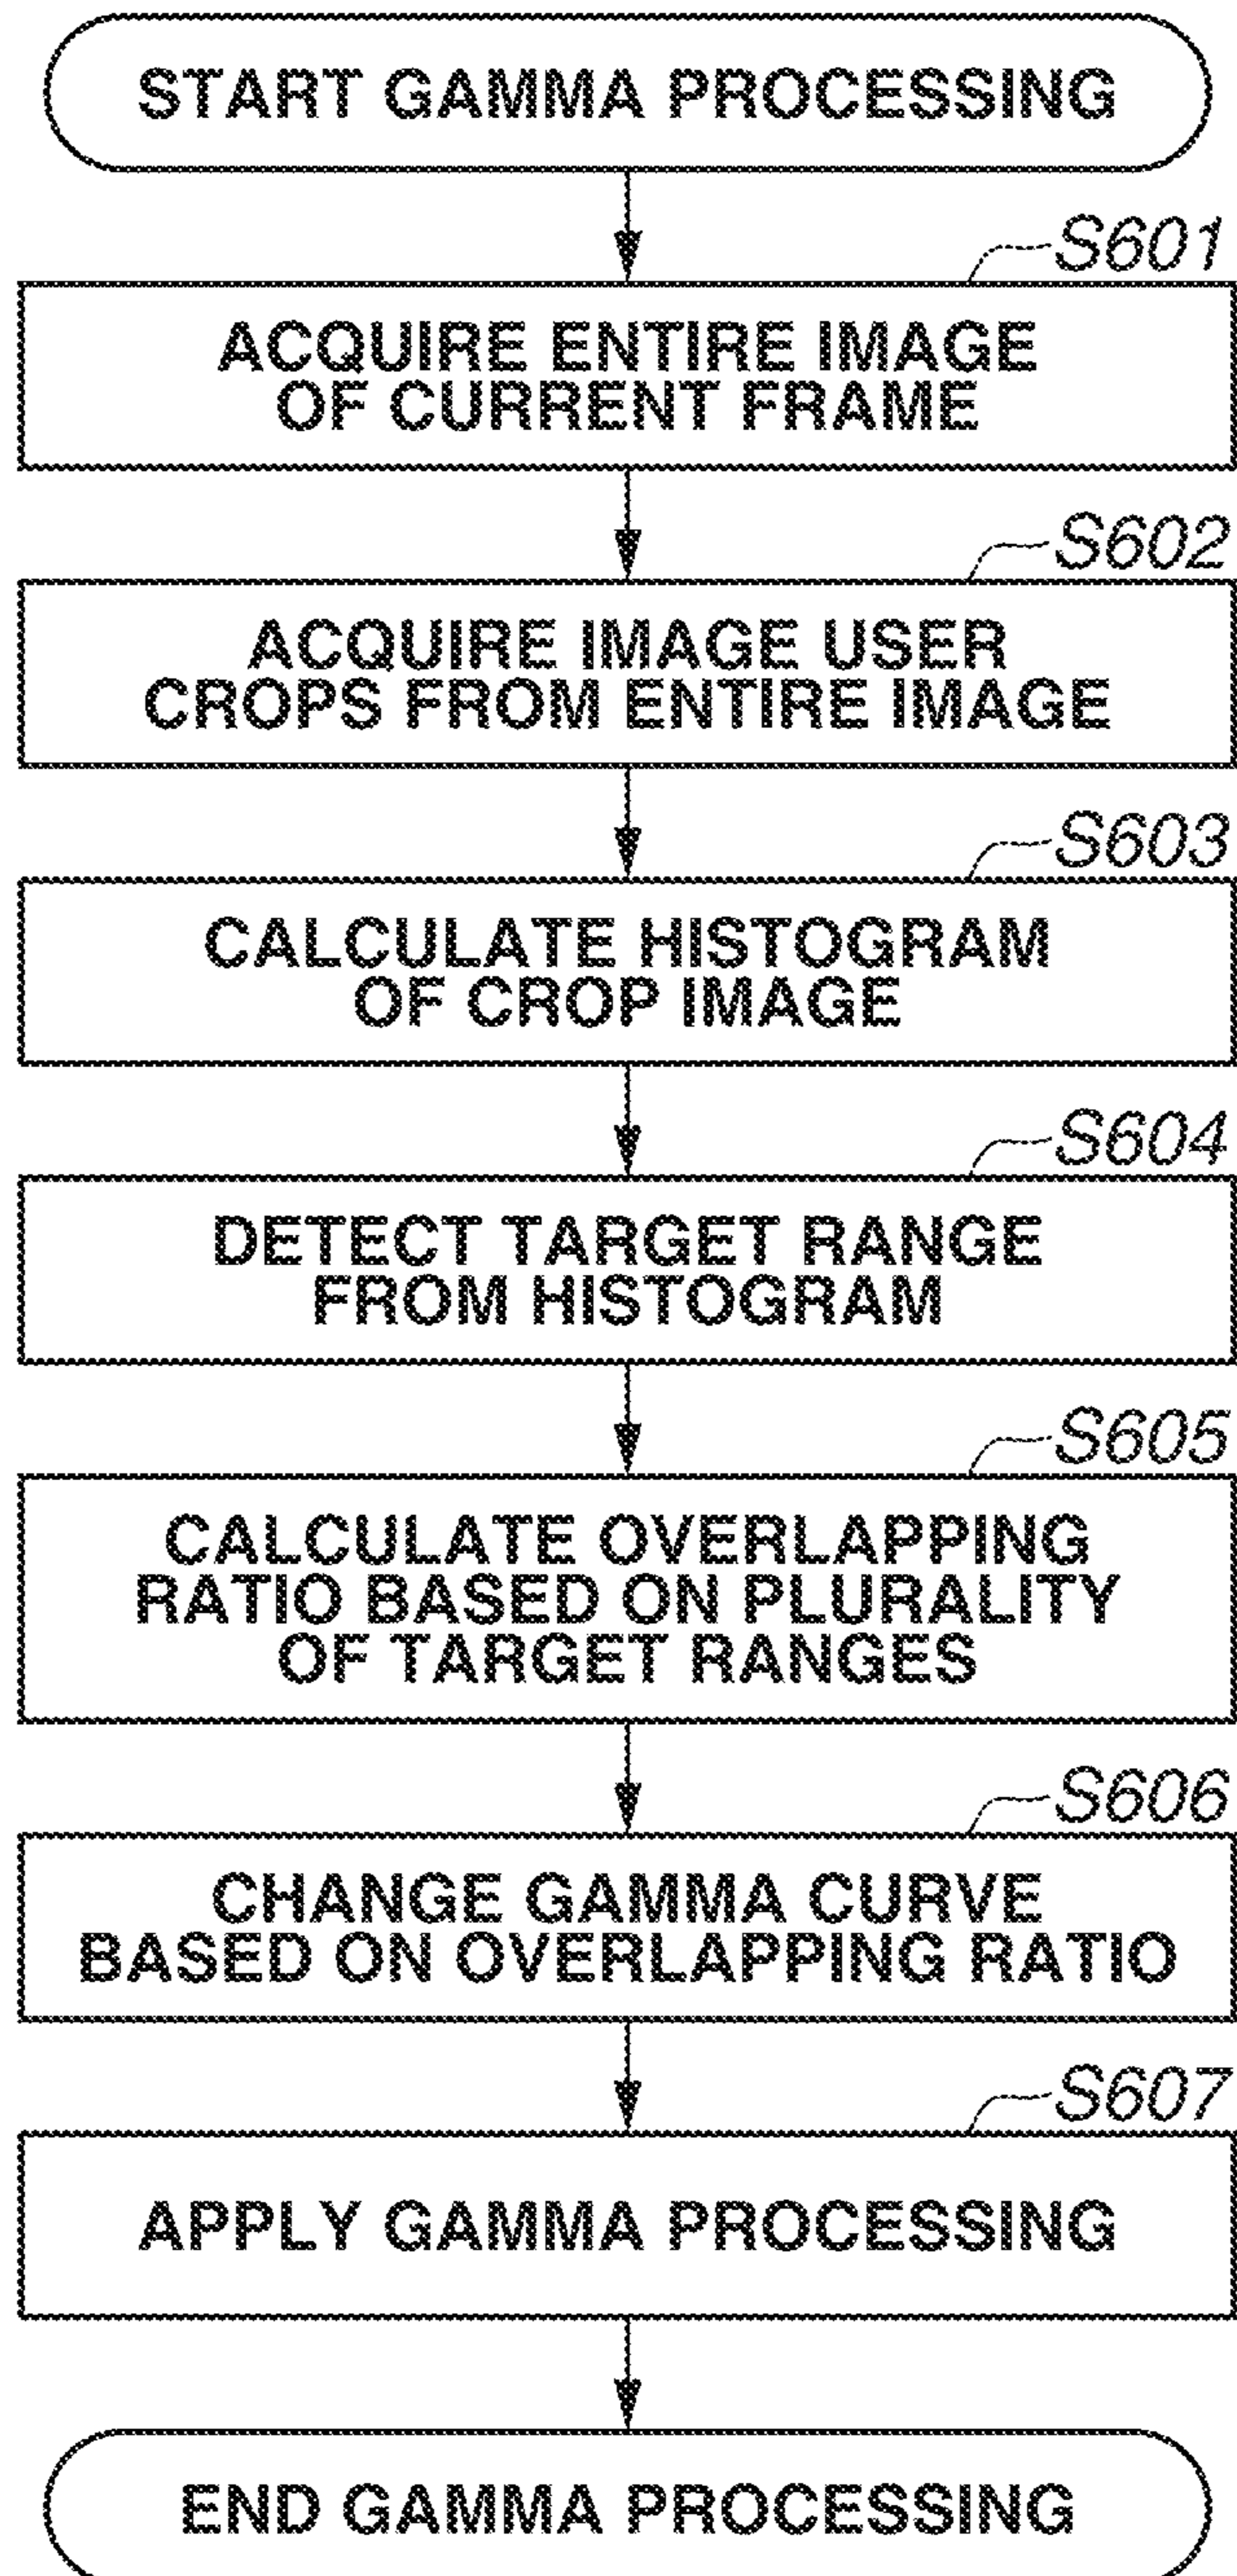 START GAMMA PROCESSING
S601
ACQUIRE ENTIRE IMAGE
OF CURRENT FRAME
S602
ACQUIRE IMAGE USER
CROPS FROM ENTIRE IMAGE
S603
CALCULATE HISTOGRAM
OF CROP IMAGE
S604
DETECT TARGET RANGE
FROM HISTOGRAM
S605
CALCULATE OVERLAPPING
RATIO BASED ON PLURALITY
OF TARGET RANGES
S606
CHANGE GAMMA CURVE
BASED ON OVERLAPPING RATIO
S607
APPLY GAMMA PROCESSING
END GAMMA PROCESSING